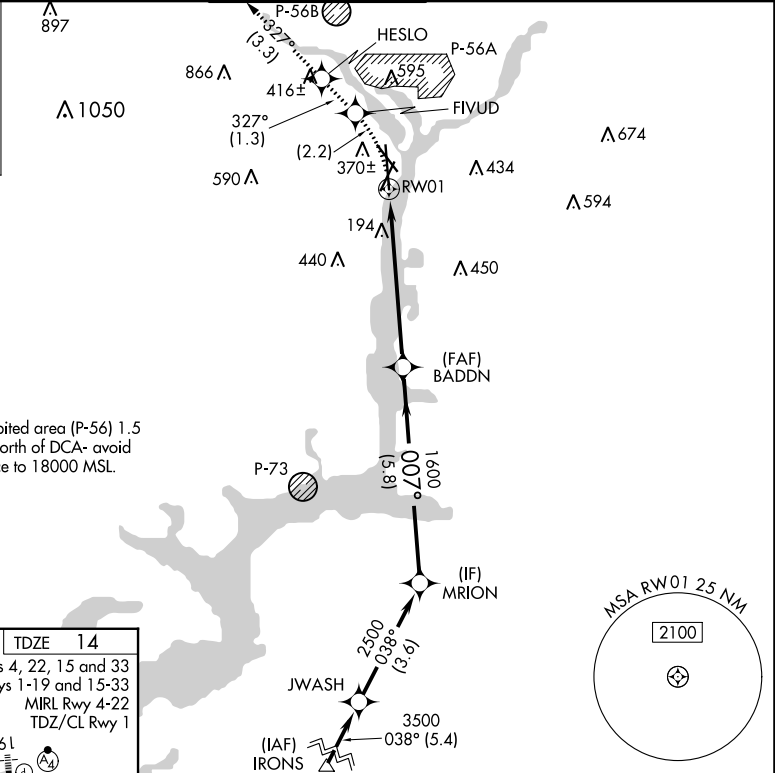 897
P-56B
327°
(3.3)
HESLO
P-56A
866
416±
595
1050
327°
(1.3)
FIVUD
(2.2)
370±
674
434
590
RW01
594
194
440
450
(FAF)
BADDN
bited area (P-56) 1.5
orth of DCA- avoid
e to 18000 MSL.
P-73
1600
007°
(5.8)
(IF)
MRION
MSA RW01 25 NM
2100
TDZE 14
s 4, 22, 15 and 33
ys 1-19 and 15-33
MIRL Rwy 4-22
TDZ/CL Rwy 1
19
A4
2500
038°
(3.6)
JWASH
3500
038° (5.4)
(IAF)
IRONS